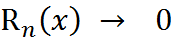 Rₙ(x) → 0